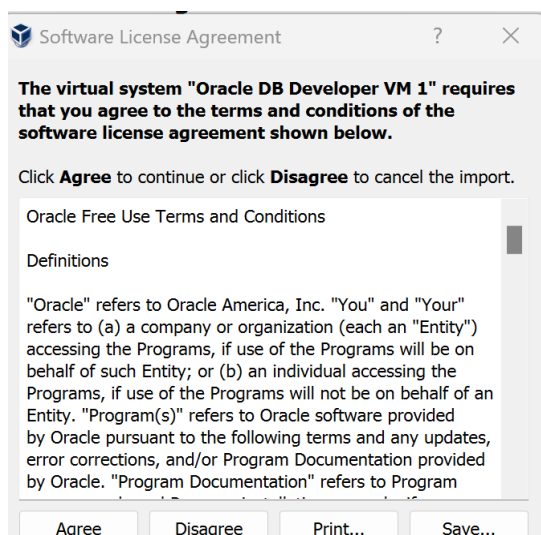 Software License Agreement ? ×
The virtual system "Oracle DB Developer VM 1" requires
that you agree to the terms and conditions of the
software license agreement shown below.
Click Agree to continue or click Disagree to cancel the import.
Oracle Free Use Terms and Conditions
Definitions
"Oracle" refers to Oracle America, Inc. "You" and "Your"
refers to (a) a company or organization (each an "Entity")
accessing the Programs, if use of the Programs will be on
behalf of such Entity; or (b) an individual accessing the
Programs, if use of the Programs will not be on behalf of an
Entity. "Program(s)" refers to Oracle software provided
by Oracle pursuant to the following terms and any updates,
error corrections, and/or Program Documentation provided
by Oracle. "Program Documentation" refers to Program
Agree Disagree Print... Save...